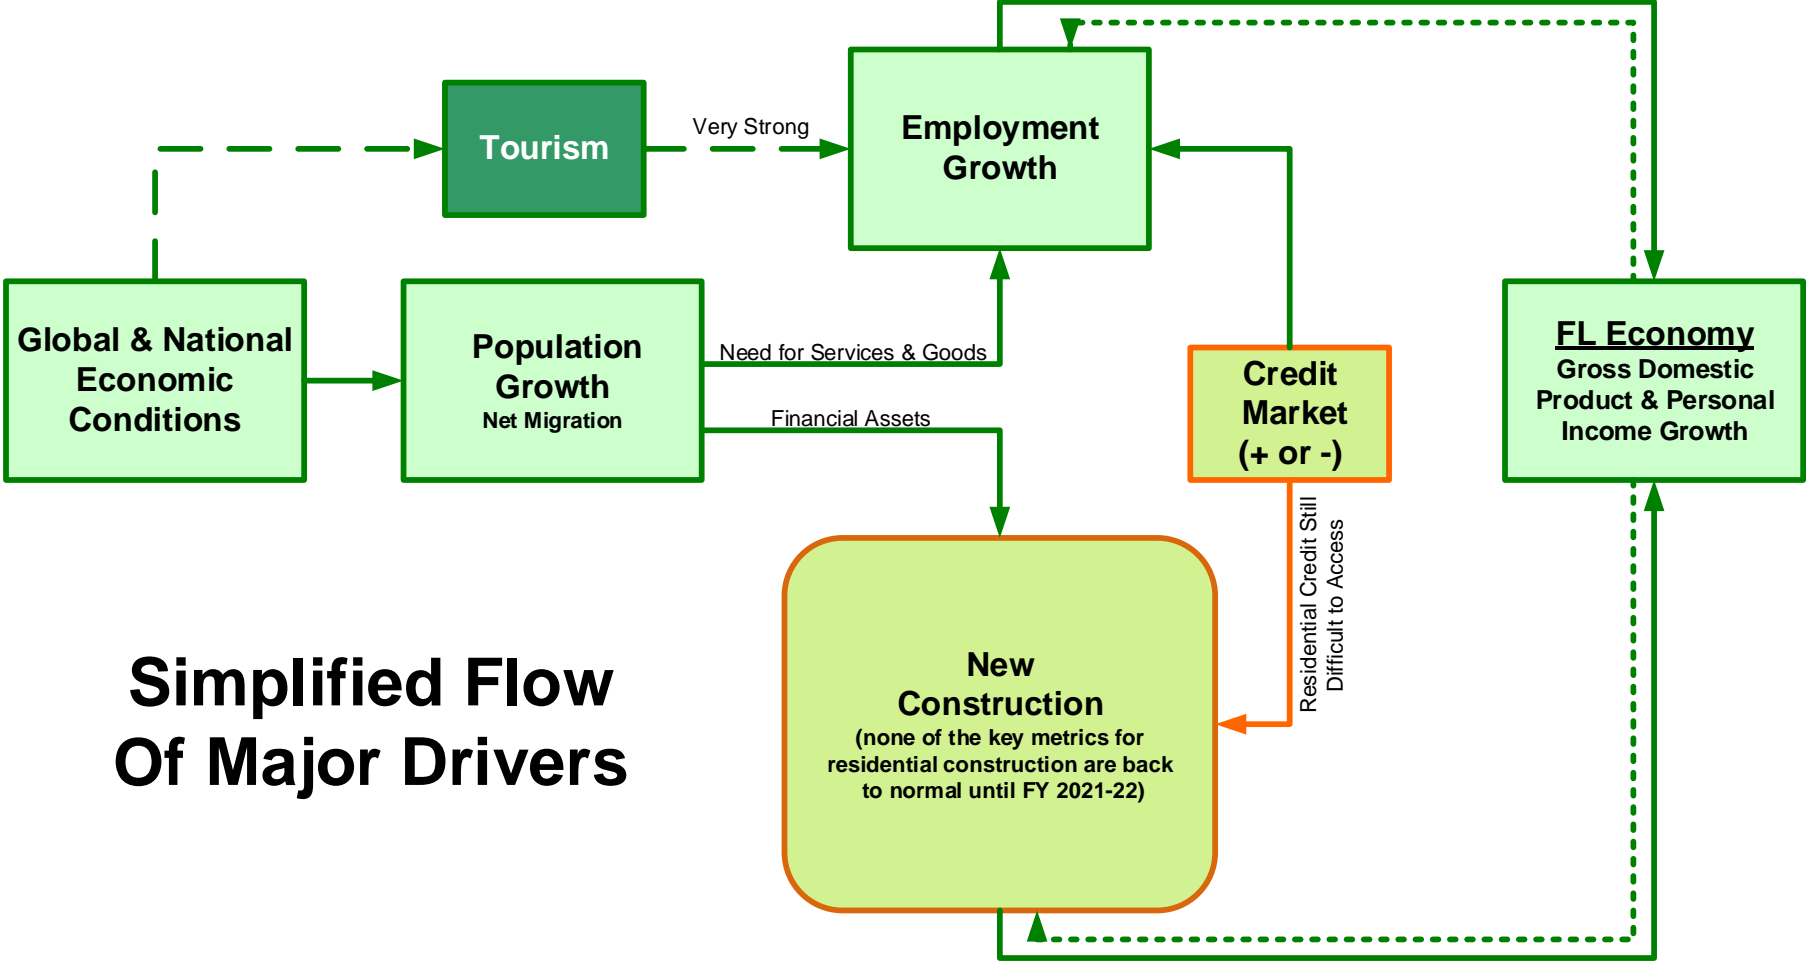 Very Strong
Tourism
Employment
Growth
Global & National
Economic
Conditions
Population
Growth
Net Migration
Need for Services & Goods
Financial Assets
Credit
Market
(+ or -)
FL Economy
Gross Domestic
Product & Personal
Income Growth
Residential Credit Still
Difficult to Access
New
Construction
(none of the key metrics for
residential construction are back
to normal until FY 2021-22)
Simplified Flow
Of Major Drivers